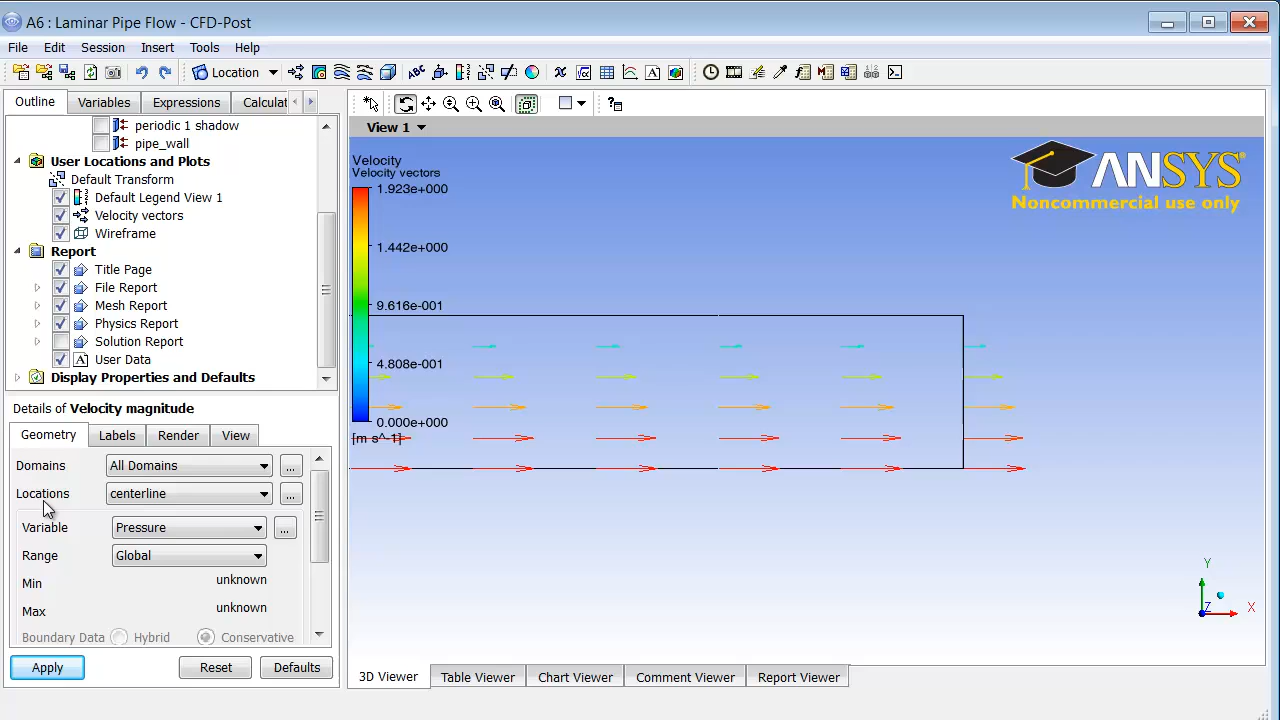 A6 : Laminar Pipe Flow - CFD-Post
File Edit Session Insert Tools Help
Location
Outline Variables Expressions Calculat
periodic 1 shadow
pipe_wall
User Locations and Plots
Default Transform
Default Legend View 1
Velocity vectors
Wireframe
Report
Title Page
File Report
Mesh Report
Physics Report
Solution Report
User Data
Display Properties and Defaults
Details of Velocity magnitude
Geometry Labels Render View
Domains All Domains ...
Locations centerline ...
Variable Pressure ...
Range Global
Min unknown
Max unknown
Boundary Data Hybrid Conservative
Apply Reset Defaults
View 1
Velocity
Velocity vectors
1.923e+000
1.442e+000
9.616e-001
4.808e-001
0.000e+000
[m s^-1]
ANSYS
Noncommercial use only
Y
Z X
3D Viewer Table Viewer Chart Viewer Comment Viewer Report Viewer